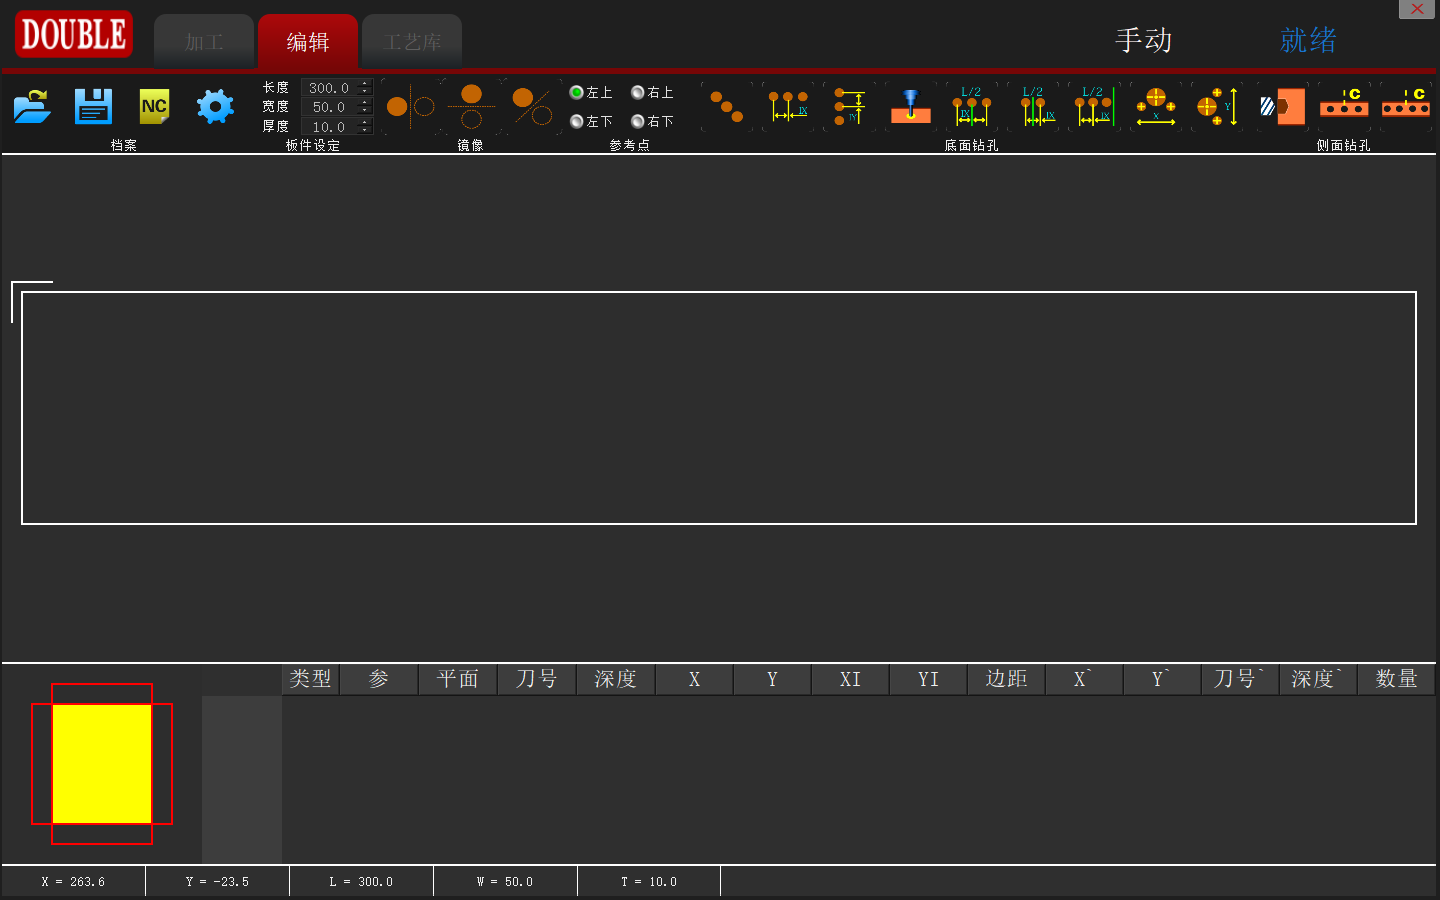 DOUBLE
加工
编辑
工艺库
手动
就绪
NC
长度 300.0
宽度 50.0
厚度 10.0
左上 右上
左下 右下
IX
IY
L/2
IX
L/2
IX
L/2
IX
X
Y
C
C
档案
板件设定
镜像
参考点
底面钻孔
侧面钻孔
类型 参 平面 刀号 深度 X Y XI YI 边距 X` Y` 刀号` 深度` 数量
X = 263.6 Y = -23.5 L = 300.0 W = 50.0 T = 10.0